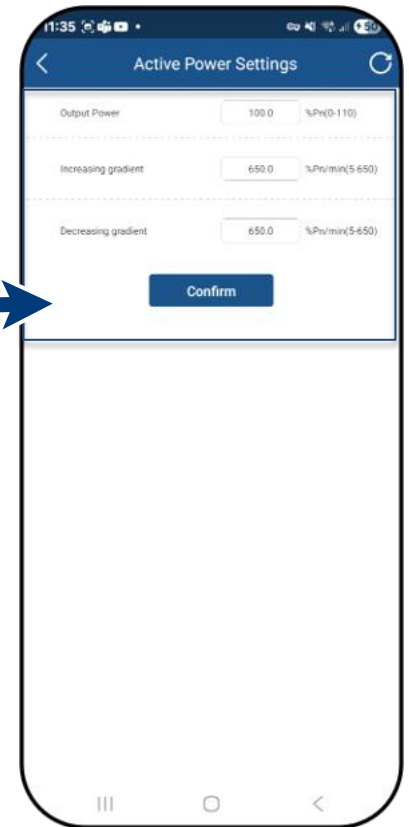 11:35
50
Active Power Settings
Output Power 100.0 %Pn(0-110)
Increasing gradient 650.0 %Pn/min(5-650)
Decreasing gradient 650.0 %Pn/min(5-650)
Confirm